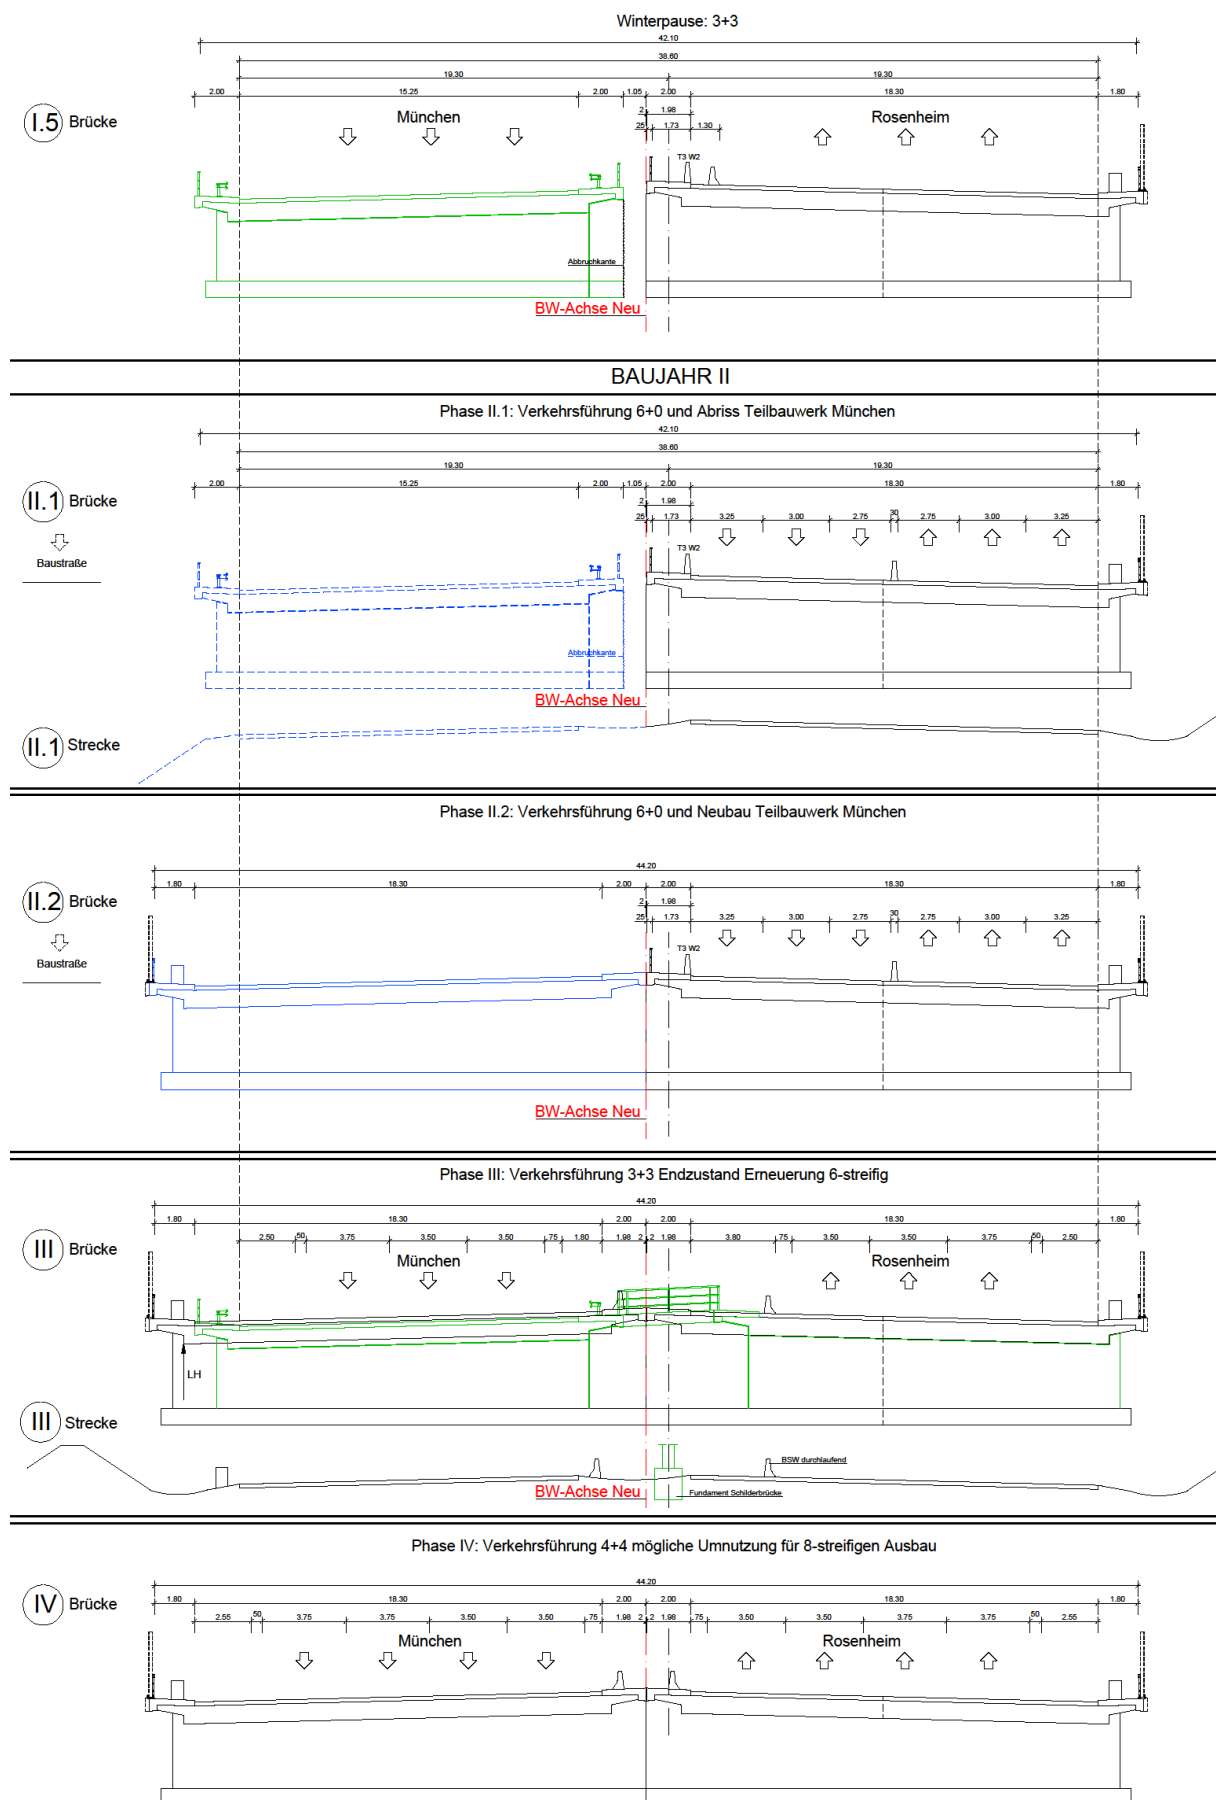 Winterpause: 3+3
42.10
38.60
19.30 19.30
2.00 15.25 2.00 1.05 2.00 18.30 1.80
I.5 Brücke
München
Rosenheim
2 1.98
25 1.73 1.30
T3 W2
Abbruchkante
BW-Achse Neu
BAUJAHR II
Phase II.1: Verkehrsführung 6+0 und Abriss Teilbauwerk München
42.10
38.60
19.30 19.30
2.00 15.25 2.00 1.05 2.00 18.30 1.80
II.1 Brücke
2 1.98
25 1.73 3.25 3.00 2.75 30 2.75 3.00 3.25
Baustraße
T3 W2
Abbruchkante
BW-Achse Neu
II.1 Strecke
Phase II.2: Verkehrsführung 6+0 und Neubau Teilbauwerk München
44.20
1.80 18.30 2.00 2.00 18.30 1.80
II.2 Brücke
2 1.98
25 1.73 3.25 3.00 2.75 30 2.75 3.00 3.25
Baustraße
T3 W2
BW-Achse Neu
Phase III: Verkehrsführung 3+3 Endzustand Erneuerung 6-streifig
44.20
1.80 18.30 2.00 2.00 18.30 1.80
III Brücke
2.50 50 3.75 3.50 3.50 75 1.80 1.98 2 2 1.98 3.80 75 3.50 3.50 3.75 50 2.50
München
Rosenheim
LH
III Strecke
BSW durchlaufend
BW-Achse Neu
Fundament Schilderbrücke
Phase IV: Verkehrsführung 4+4 mögliche Umnutzung für 8-streifigen Ausbau
44.20
1.80 18.30 2.00 2.00 18.30 1.80
IV Brücke
2.55 50 3.75 3.75 3.50 3.50 75 1.98 2 2 1.98 75 3.50 3.50 3.75 3.75 50 2.55
München
Rosenheim